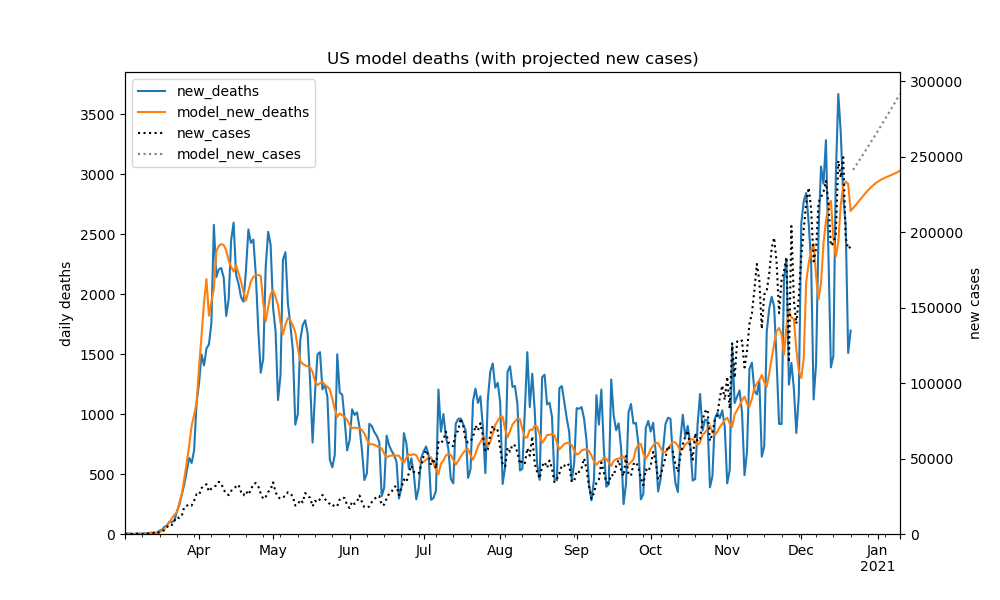 US model deaths (with projected new cases)
new_deaths
model_new_deaths
new_cases
model_new_cases
daily deaths
3500
3000
2500
2000
1500
1000
500
0
300000
250000
200000
150000
100000
50000
0
new cases
Apr May Jun Jul Aug Sep Oct Nov Dec Jan
2021